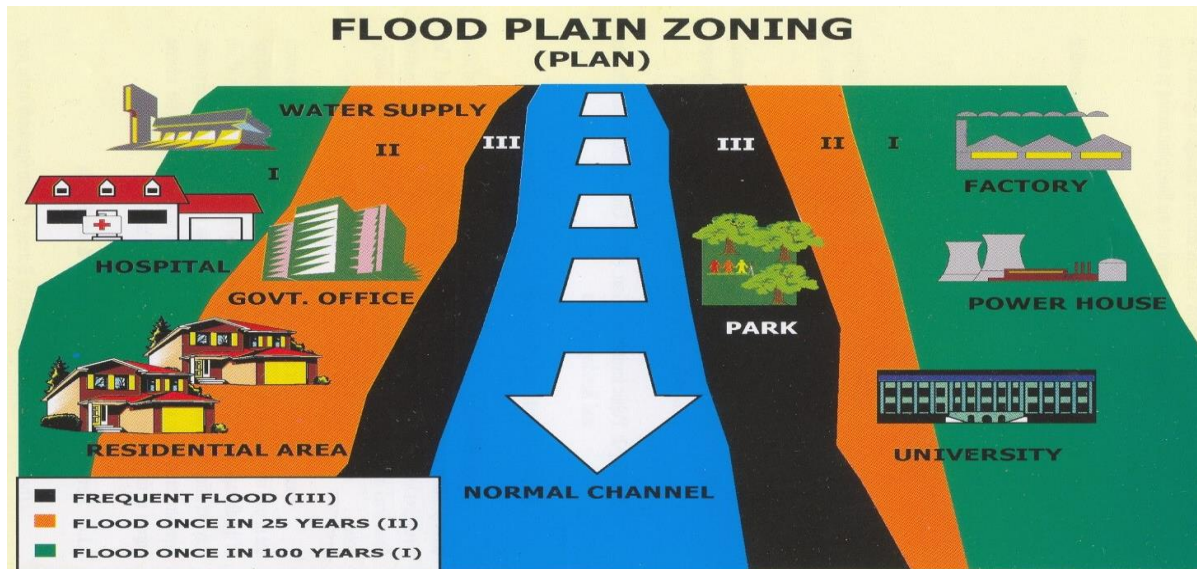 FLOOD PLAIN ZONING
(PLAN)
WATER SUPPLY
I
II
III
III
II
I
FACTORY
HOSPITAL
GOVT. OFFICE
PARK
POWER HOUSE
RESIDENTIAL AREA
UNIVERSITY
NORMAL CHANNEL
FREQUENT FLOOD (III)
FLOOD ONCE IN 25 YEARS (II)
FLOOD ONCE IN 100 YEARS (I)